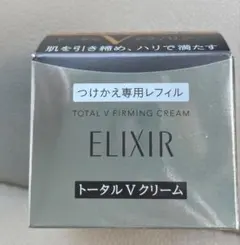 肌を引き締め、ハリで満たす
つけかえ専用レフィル
TOTAL V FIRMING CREAM
ELIXIR
トータル V クリーム